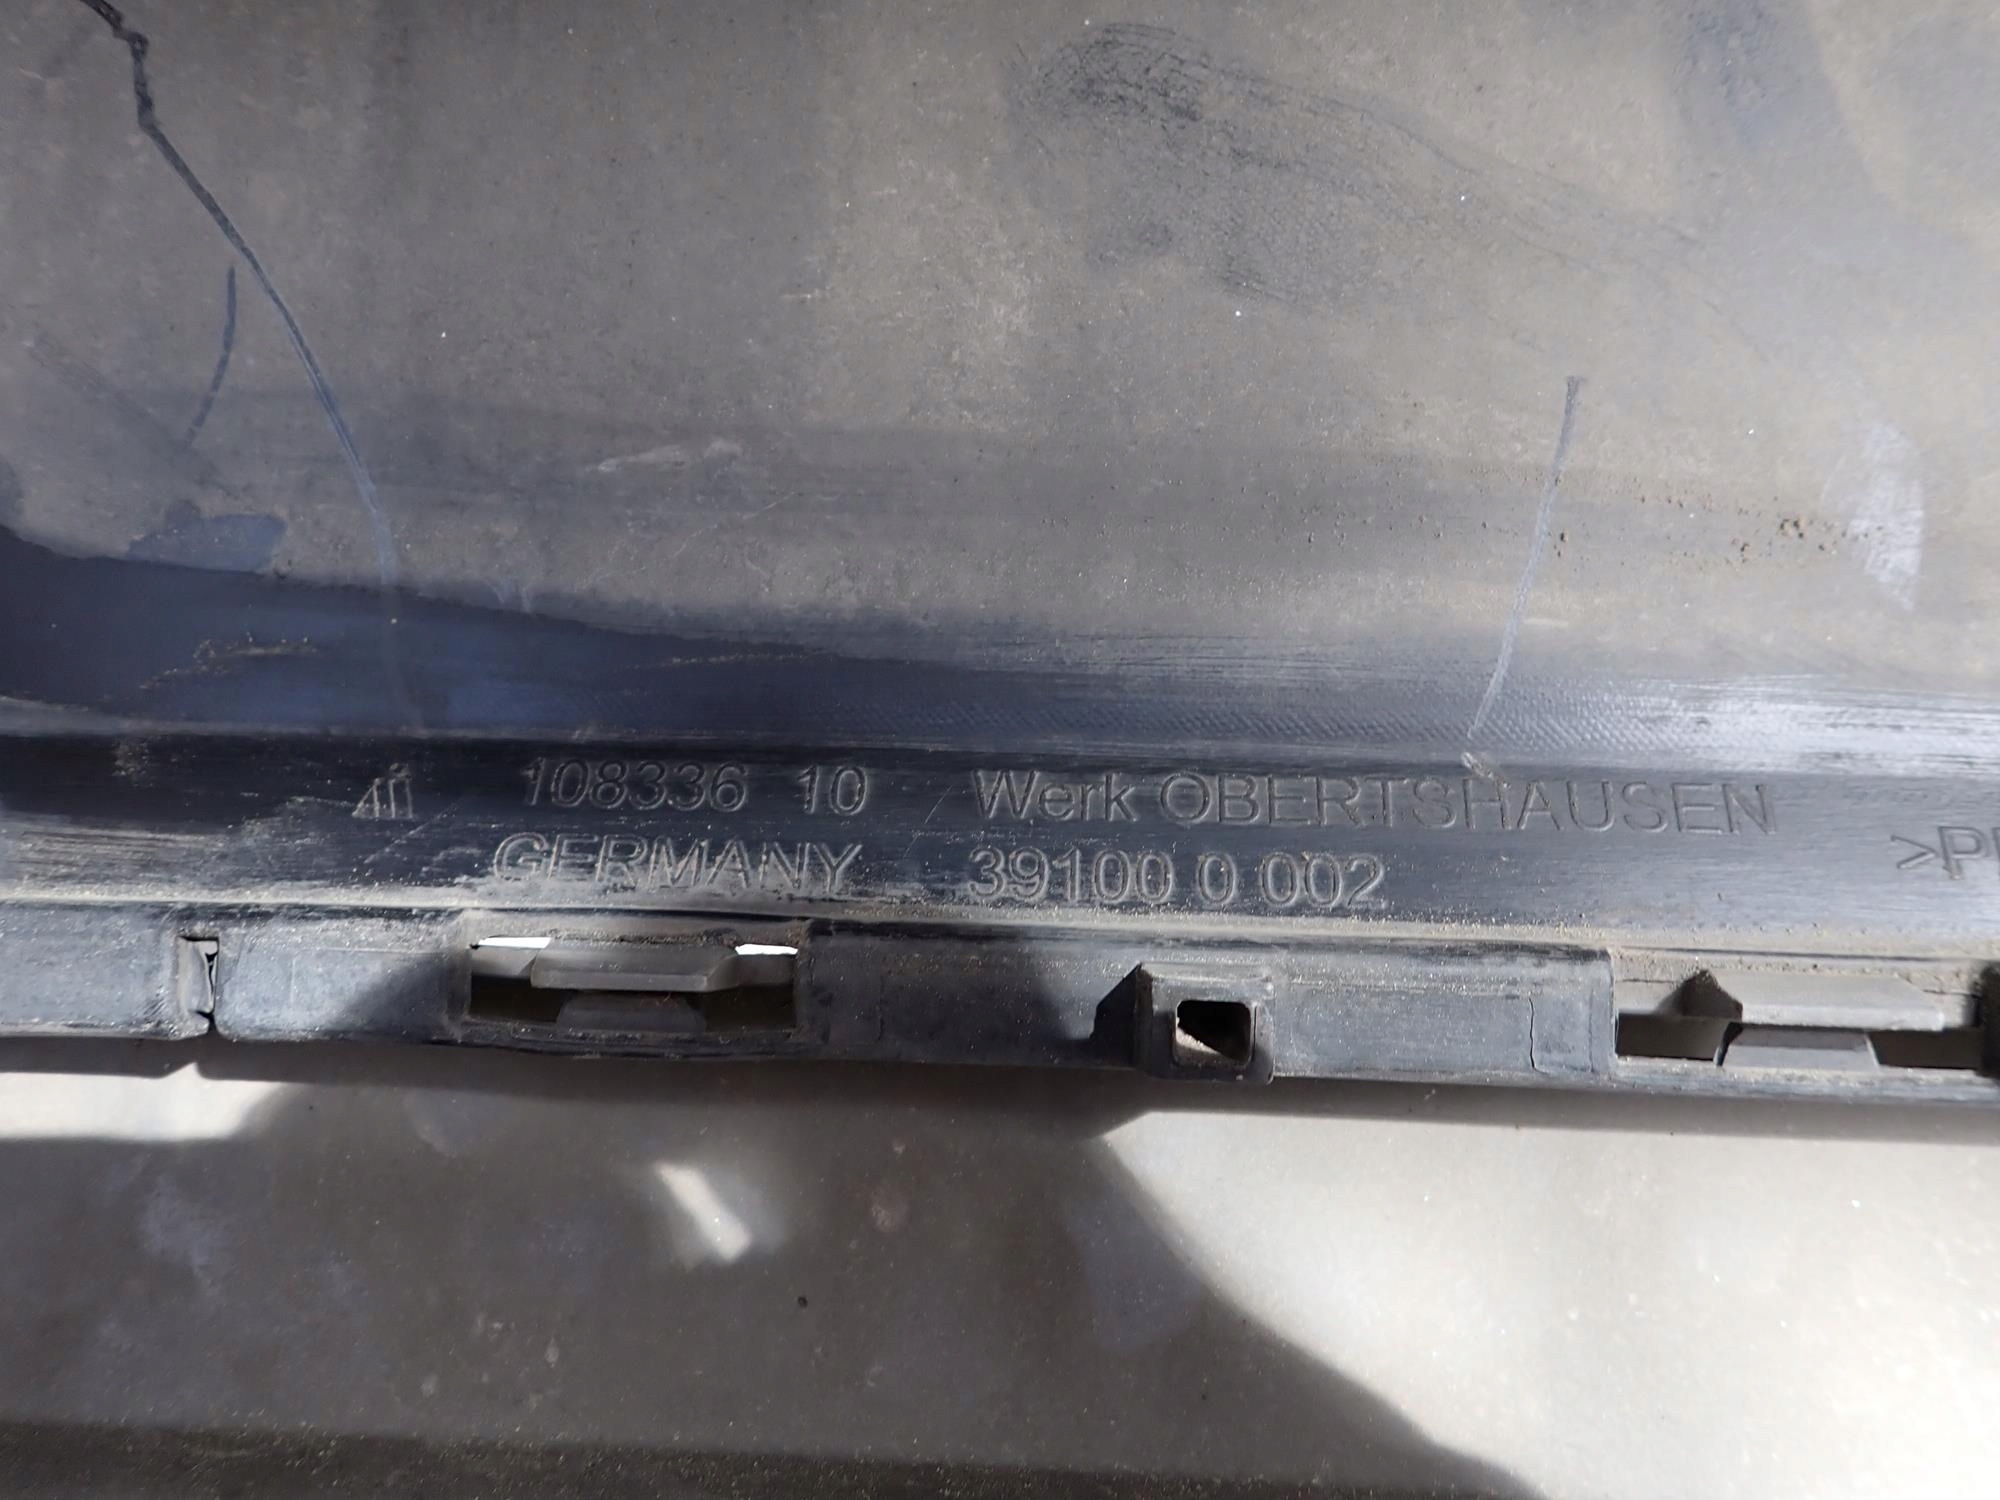 108336 10 Werk OBERTSHAUSEN
GERMANY 39100 0 002
>P